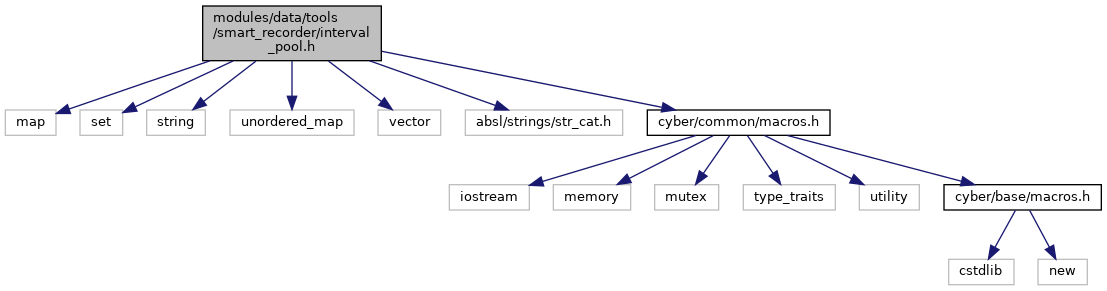 modules/data/tools
/smart_recorder/interval
_pool.h
map
set
string
unordered_map
vector
absl/strings/str_cat.h
cyber/common/macros.h
iostream
memory
mutex
type_traits
utility
cyber/base/macros.h
cstdlib
new